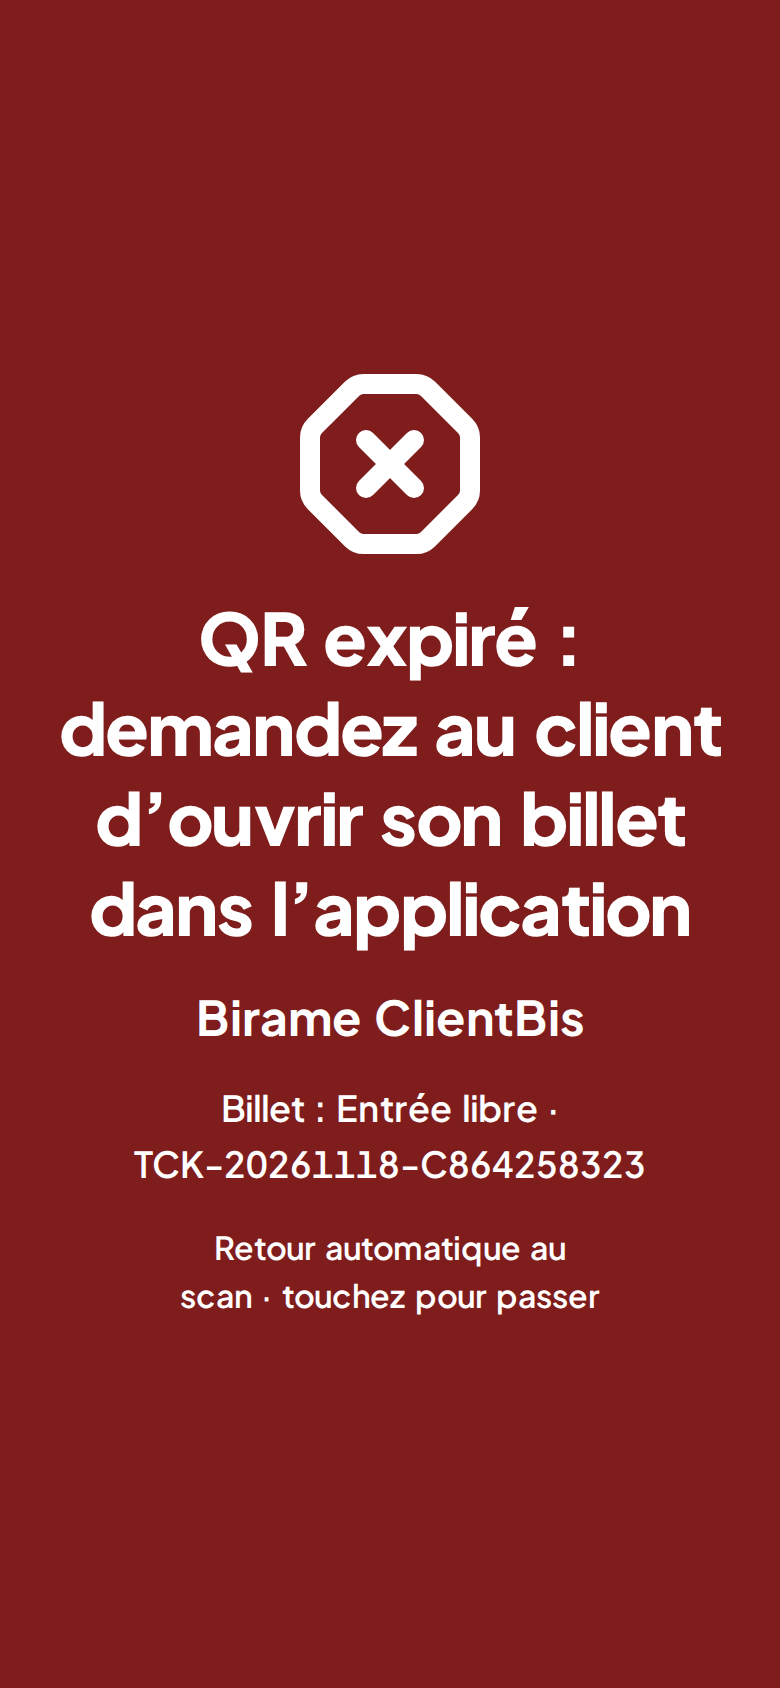 QR expiré :
demandez au client
d’ouvrir son billet
dans l’application
Birame ClientBis
Billet : Entrée libre ·
TCK-20261118-C864258323
Retour automatique au
scan · touchez pour passer